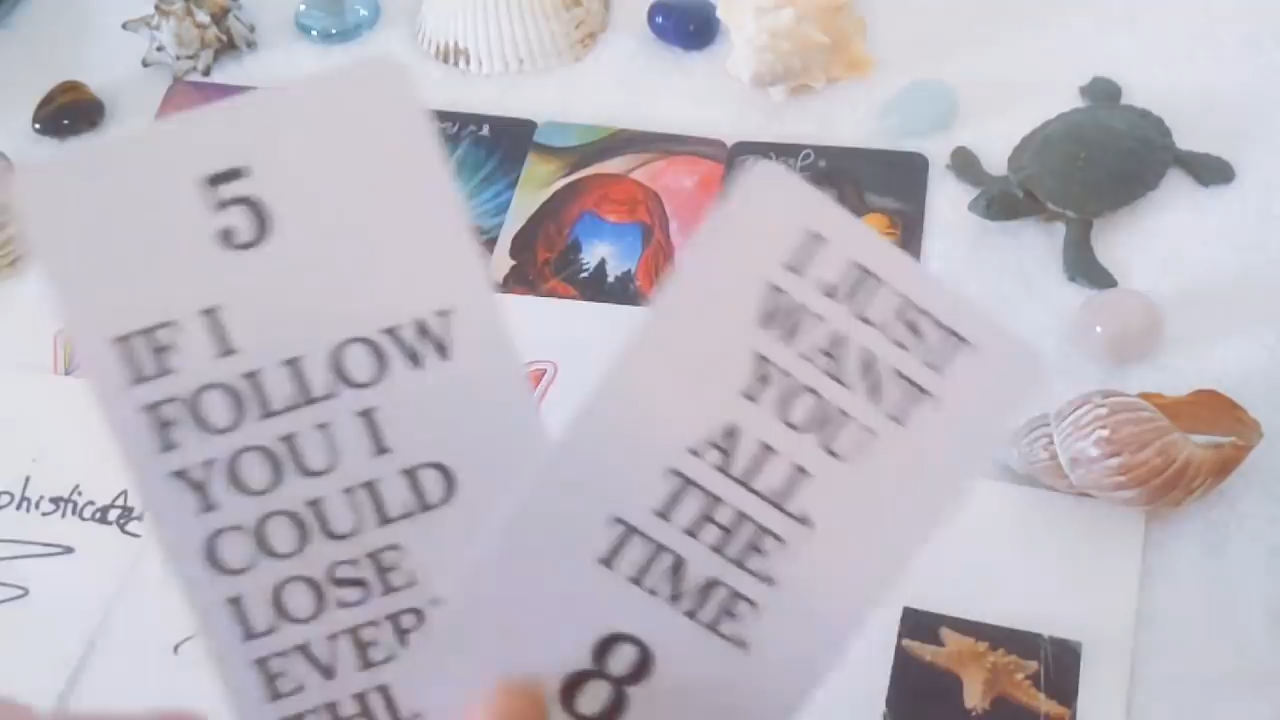 5
IF I
FOLLOW
YOU I
COULD
LOSE
I JUST
WANT
YOU
ALL
THE
TIME
8